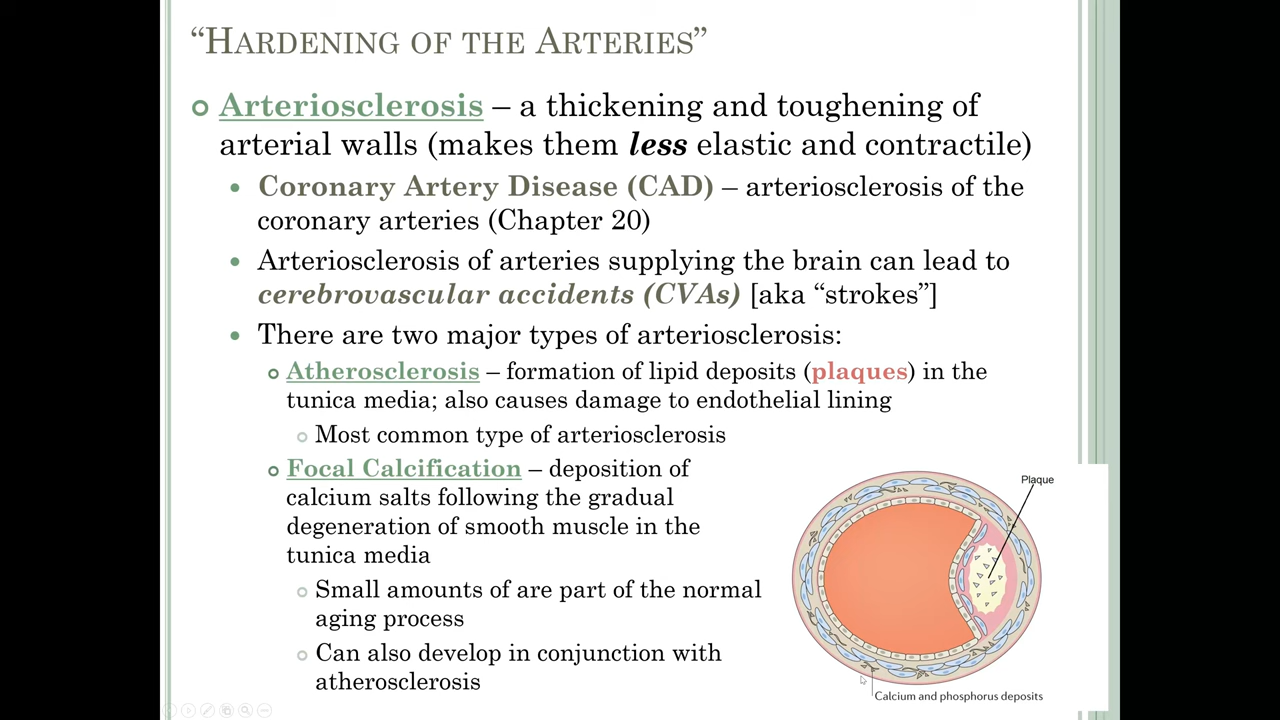 “Hardening of the Arteries”
Arteriosclerosis – a thickening and toughening of
arterial walls (makes them less elastic and contractile)
Coronary Artery Disease (CAD) – arteriosclerosis of the
coronary arteries (Chapter 20)
Arteriosclerosis of arteries supplying the brain can lead to
cerebrovascular accidents (CVAs) [aka “strokes”]
There are two major types of arteriosclerosis:
Atherosclerosis – formation of lipid deposits (plaques) in the
tunica media; also causes damage to endothelial lining
Most common type of arteriosclerosis
Focal Calcification – deposition of
calcium salts following the gradual
degeneration of smooth muscle in the
tunica media
Small amounts of are part of the normal
aging process
Can also develop in conjunction with
atherosclerosis
Plaque
Calcium and phosphorus deposits